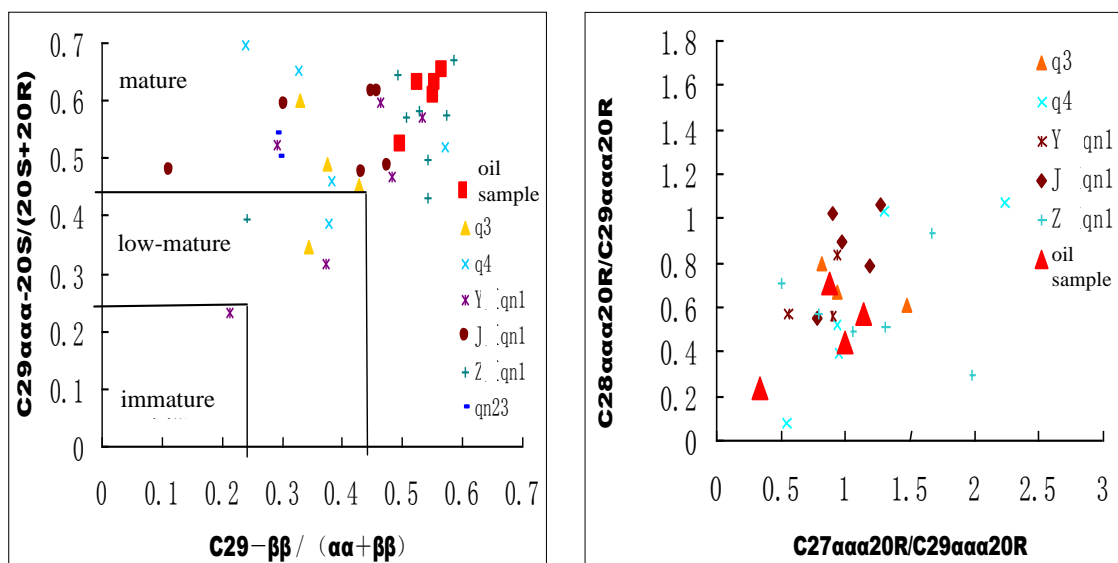 C29ααα-20S/(20S+20R)
0.7
0.6
0.5
0.4
0.3
0.2
0.1
0
mature
low-mature
immature
oil
sample
q3
q4
Y qn1
J qn1
Z qn1
qn23
0 0.1 0.2 0.3 0.4 0.5 0.6 0.7
C29-ββ/(αα+ββ)
C28ααα20R/C29ααα20R
1.8
1.6
1.4
1.2
1
0.8
0.6
0.4
0.2
0
q3
q4
Y qn1
J qn1
Z qn1
oil
sample
0 0.5 1 1.5 2 2.5 3
C27ααα20R/C29ααα20R